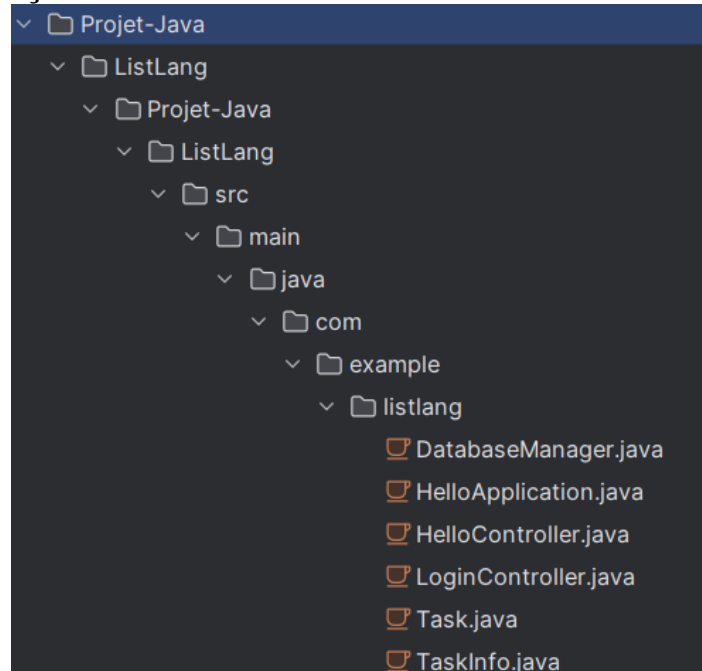 Projet-Java
ListLang
Projet-Java
ListLang
src
main
java
com
example
listlang
DatabaseManager.java
HelloApplication.java
HelloController.java
LoginController.java
Task.java
TaskInfo.java